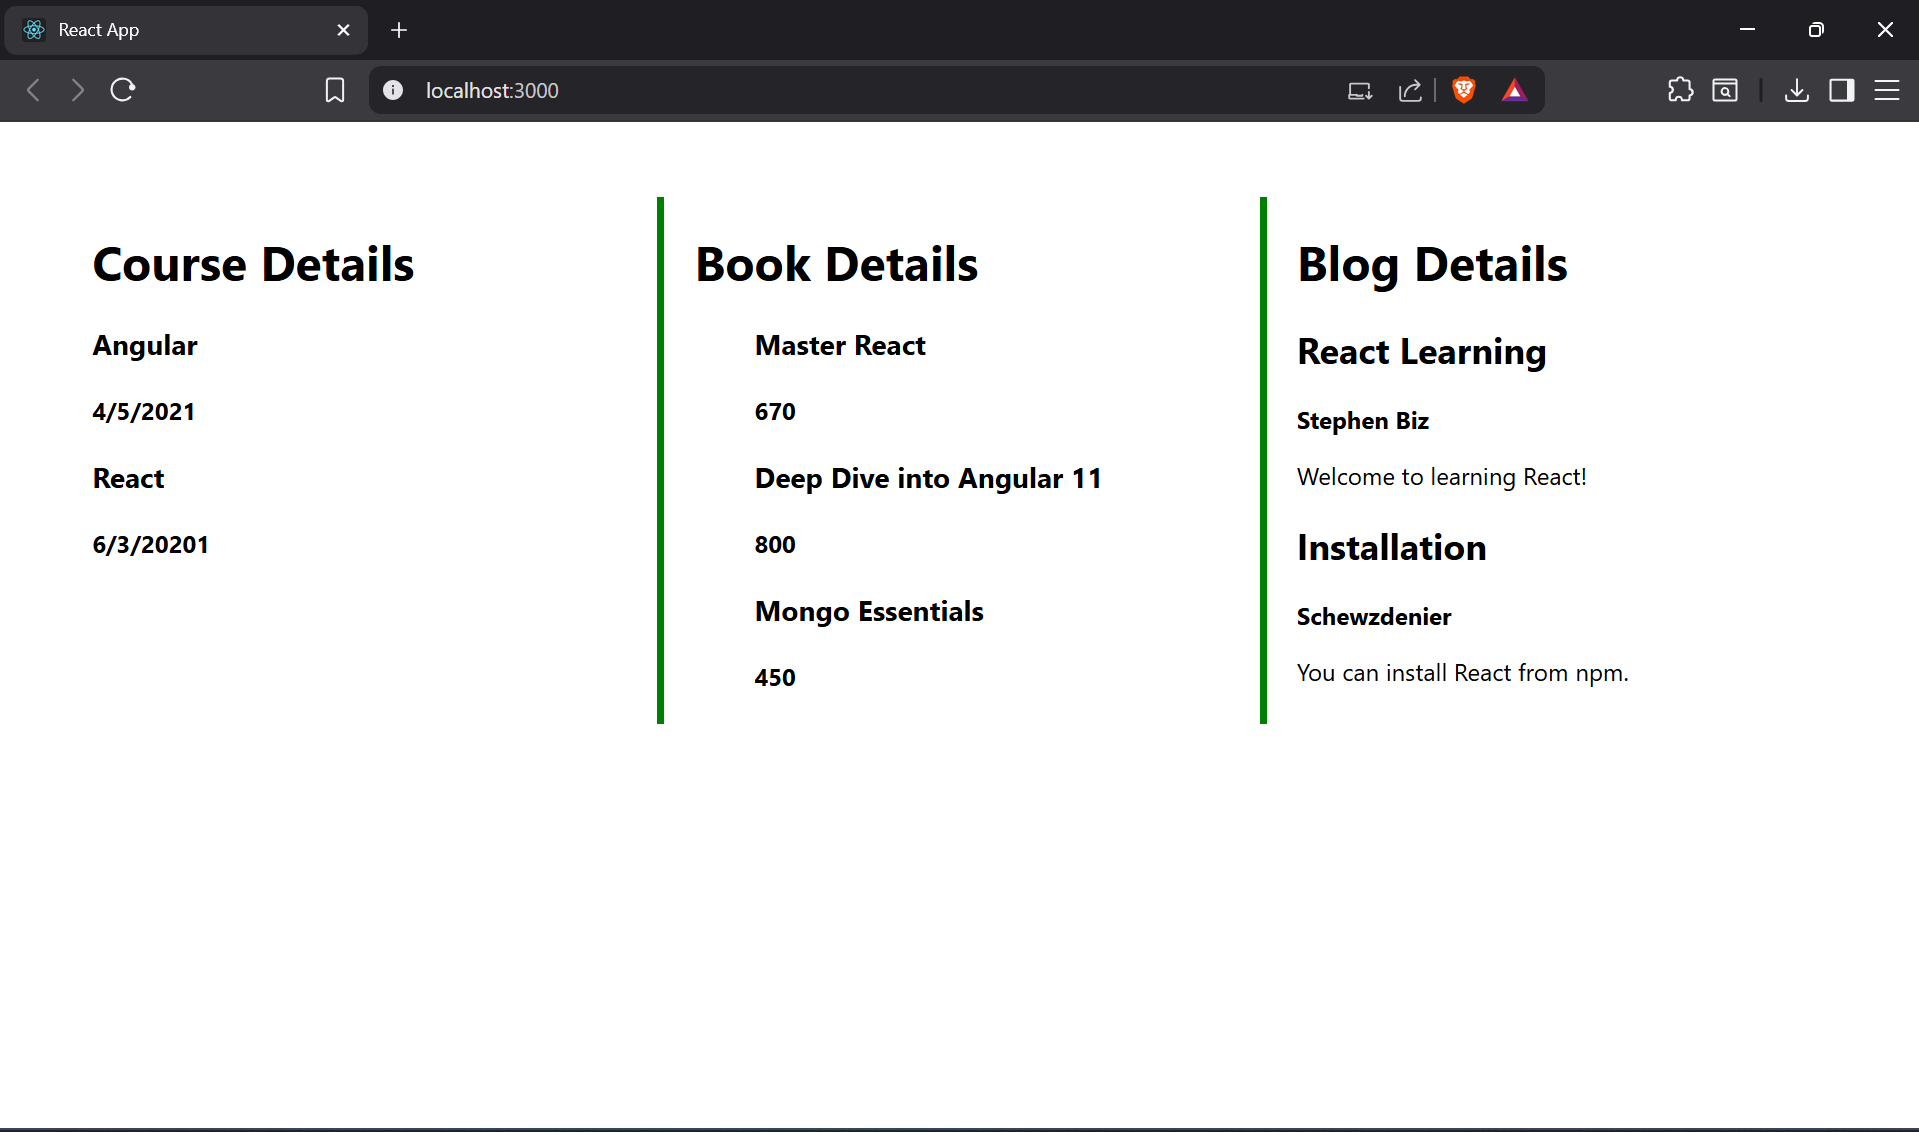 React App
localhost:3000
Course Details
Angular
4/5/2021
React
6/3/20201
Book Details
Master React
670
Deep Dive into Angular 11
800
Mongo Essentials
450
Blog Details
React Learning
Stephen Biz
Welcome to learning React!
Installation
Schewzdenier
You can install React from npm.